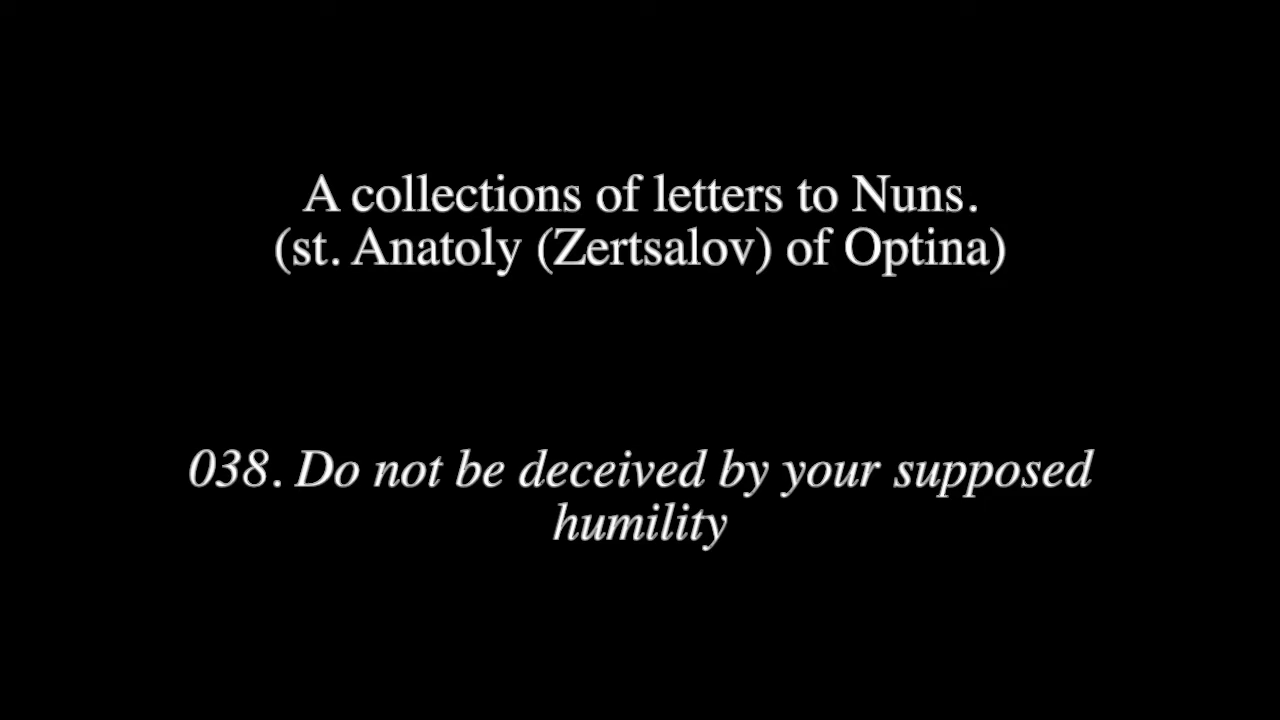 A collections of letters to Nuns.
(st. Anatoly (Zertsalov) of Optina)
038. Do not be deceived by your supposed
humility